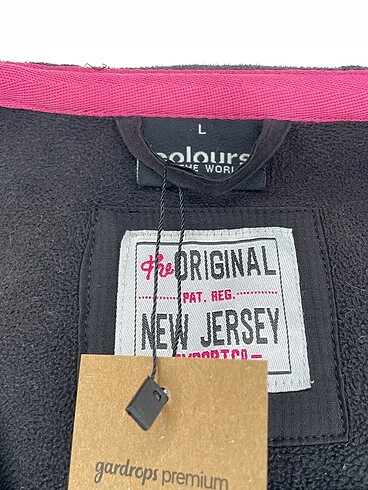 L
colours
THE WORLD
the ORIGINAL
PAT. REG.
NEW JERSEY
gardrops premium